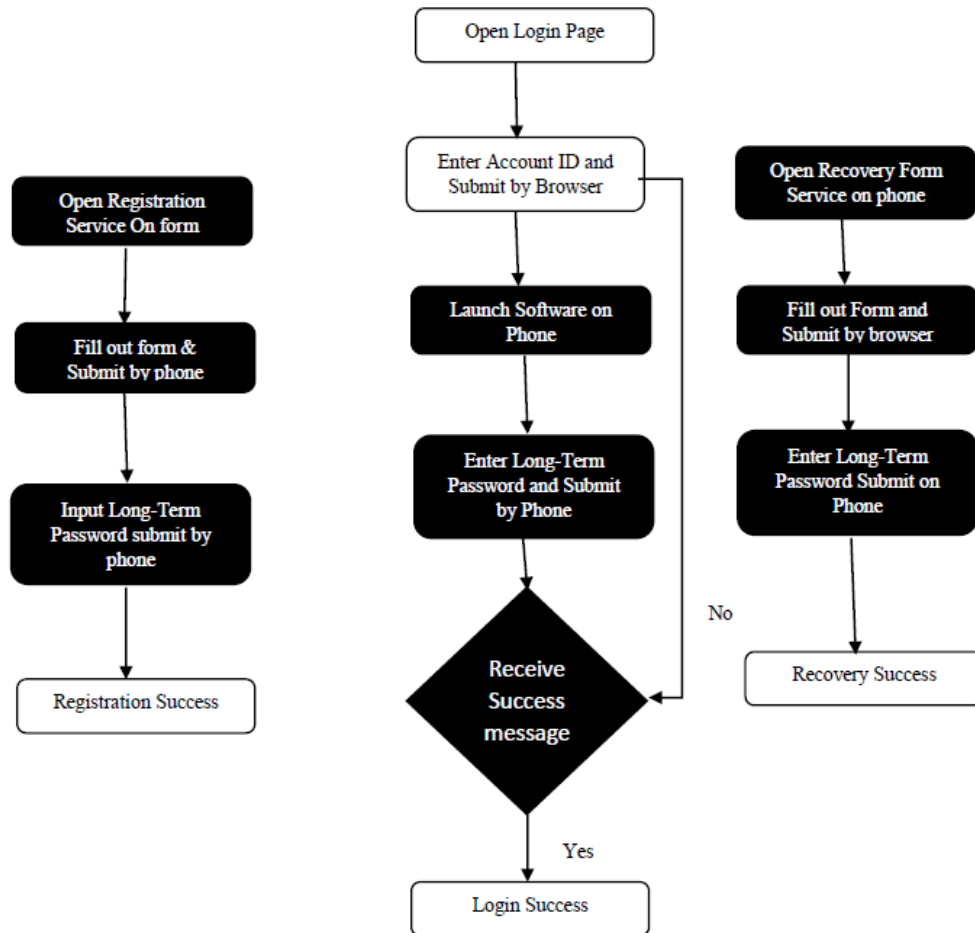 Open Registration
Service On form
Fill out form &
Submit by phone
Input Long-Term
Password submit by
phone
Registration Success
Open Login Page
Enter Account ID and
Submit by Browser
Launch Software on
Phone
Enter Long-Term
Password and Submit
by Phone
Receive
Success
message
No
Yes
Login Success
Open Recovery Form
Service on phone
Fill out Form and
Submit by browser
Enter Long-Term
Password Submit on
Phone
Recovery Success